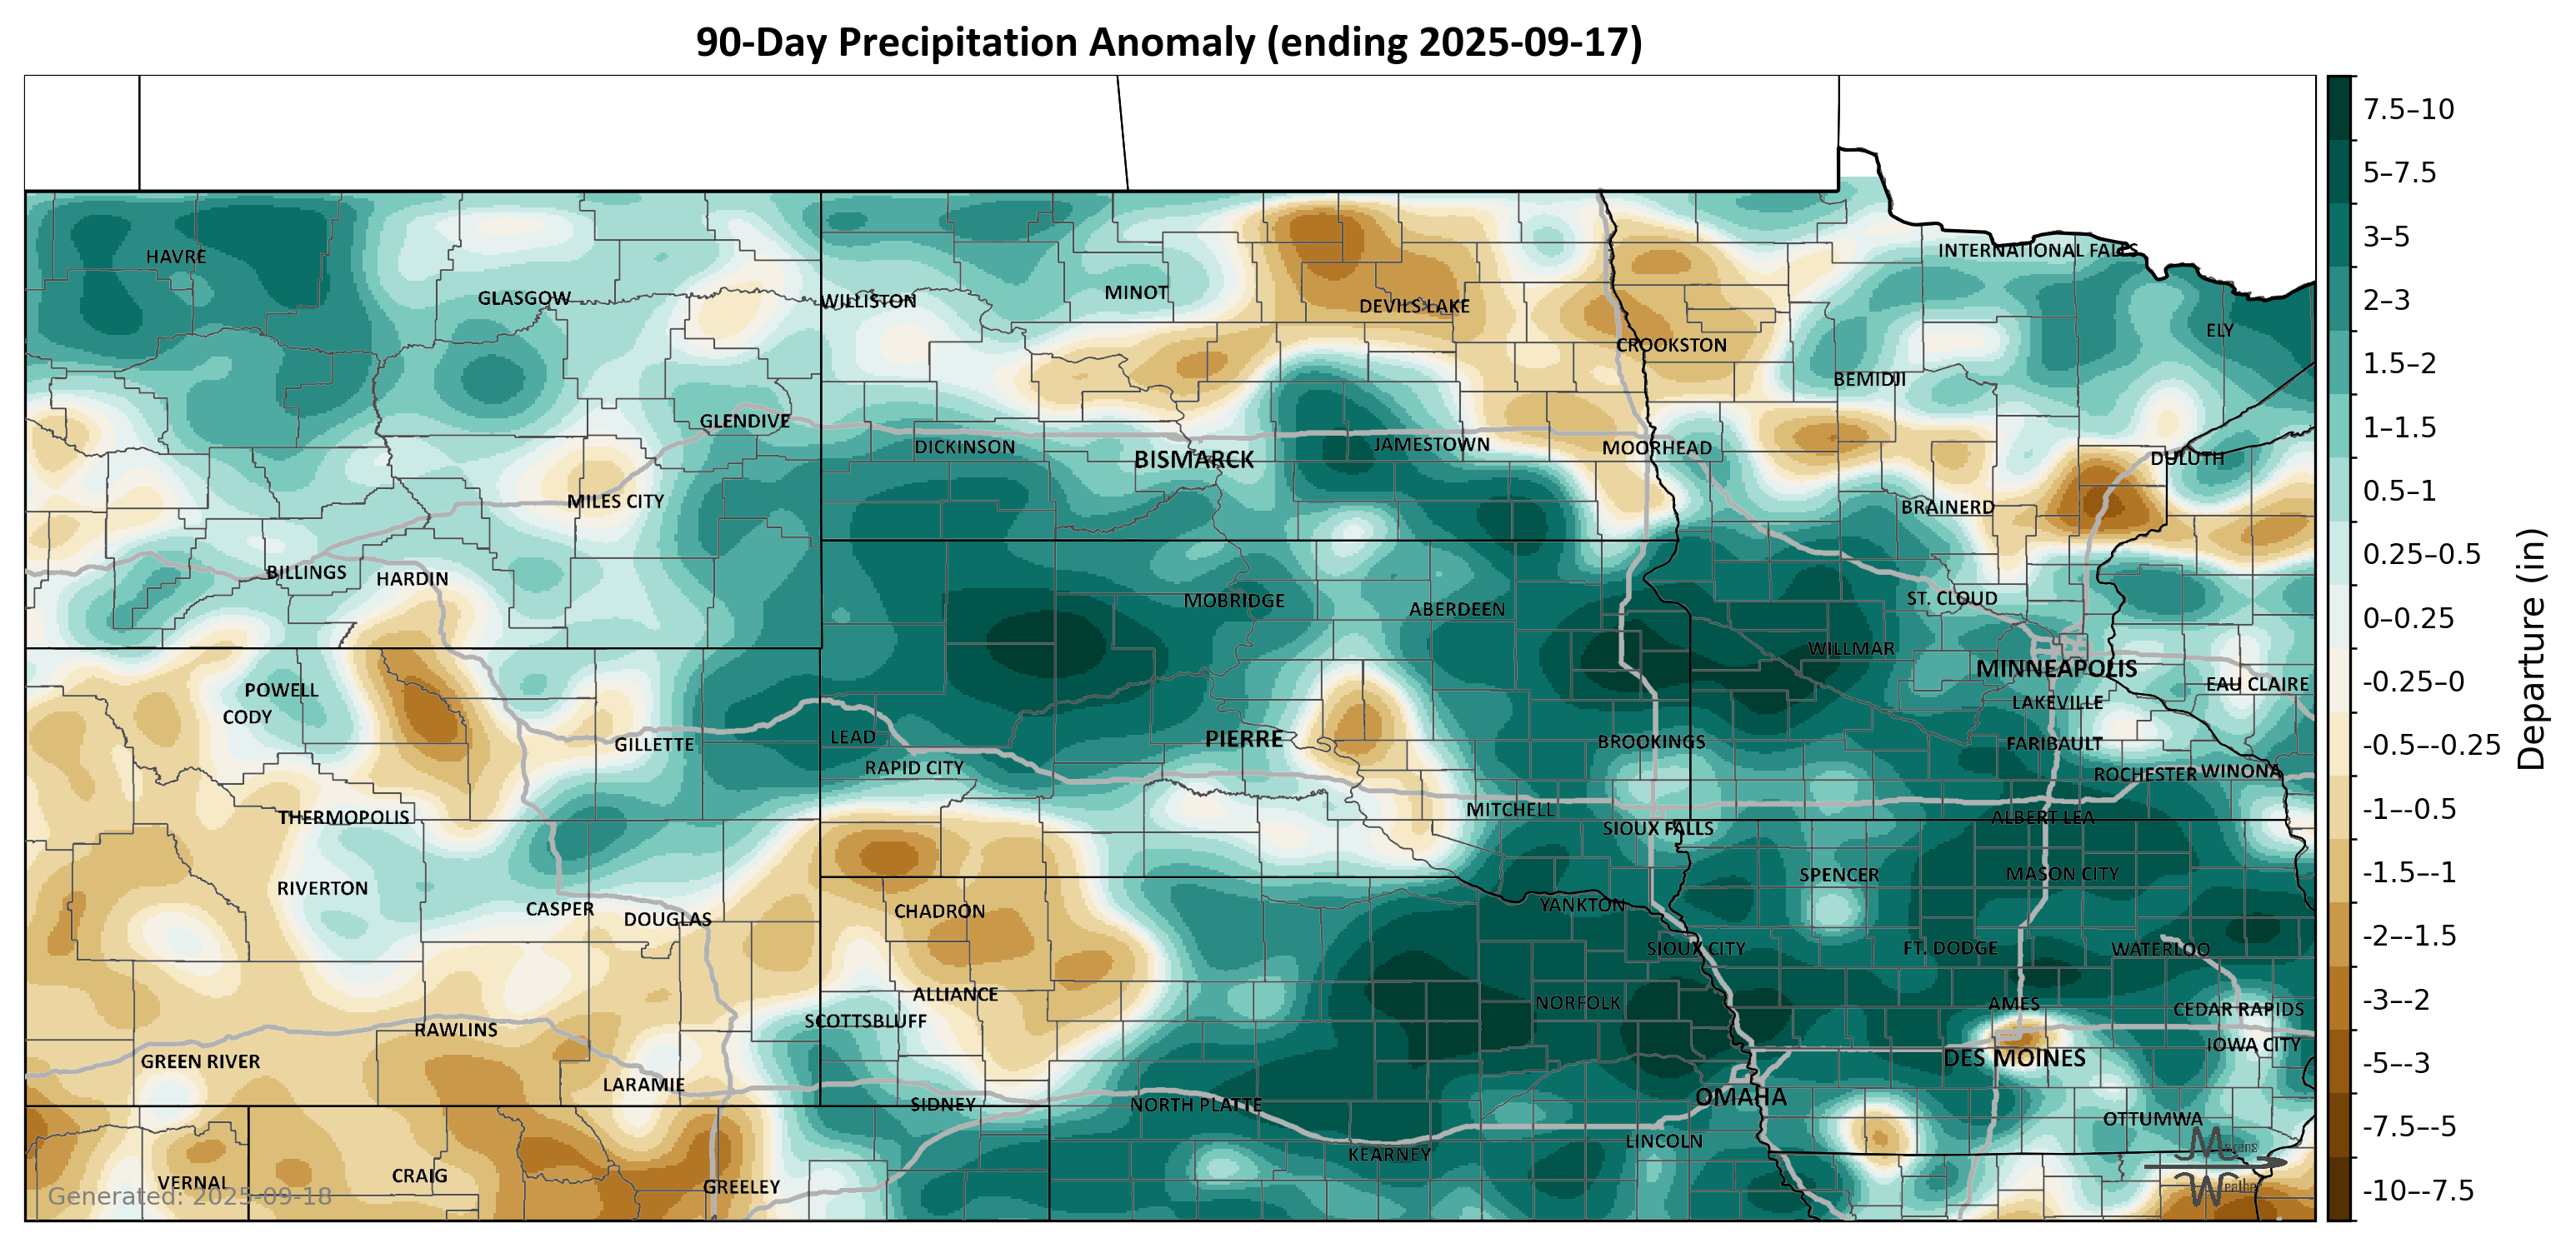 90-Day Precipitation Anomaly (ending 2025-09-17)
7.5–10
5–7.5
3–5
2–3
1.5–2
1–1.5
0.5–1
0.25–0.5
0–0.25
-0.25–0
-0.5–-0.25
-1–-0.5
-1.5–-1
-2–-1.5
-3–-2
-5–-3
-7.5–-5
-10–-7.5
Departure (in)
HAVRE
INTERNATIONAL FALLS
GLASGOW
WILLISTON
MINOT
DEVILS LAKE
ELY
CROOKSTON
BEMIDJI
GLENDIVE
DICKINSON
BISMARCK
JAMESTOWN
MOORHEAD
DULUTH
MILES CITY
BRAINERD
BILLINGS
HARDIN
MOBRIDGE
ABERDEEN
ST. CLOUD
WILLMAR
MINNEAPOLIS
POWELL
EAU CLAIRE
CODY
LAKEVILLE
GILLETTE
LEAD
PIERRE
BROOKINGS
FARIBAULT
RAPID CITY
ROCHESTER
WINONA
THERMOPOLIS
MITCHELL
ALBERT LEA
SIOUX FALLS
RIVERTON
SPENCER
MASON CITY
CASPER
DOUGLAS
CHADRON
YANKTON
SIOUX CITY
FT. DODGE
WATERLOO
ALLIANCE
NORFOLK
AMES
CEDAR RAPIDS
SCOTTSBLUFF
RAWLINS
IOWA CITY
GREEN RIVER
DES MOINES
LARAMIE
OMAHA
SIDNEY
NORTH PLATTE
OTTUMWA
LINCOLN
KEARNEY
Mavens
Weather
VERNAL
CRAIG
GREELEY
Generated: 2025-09-18